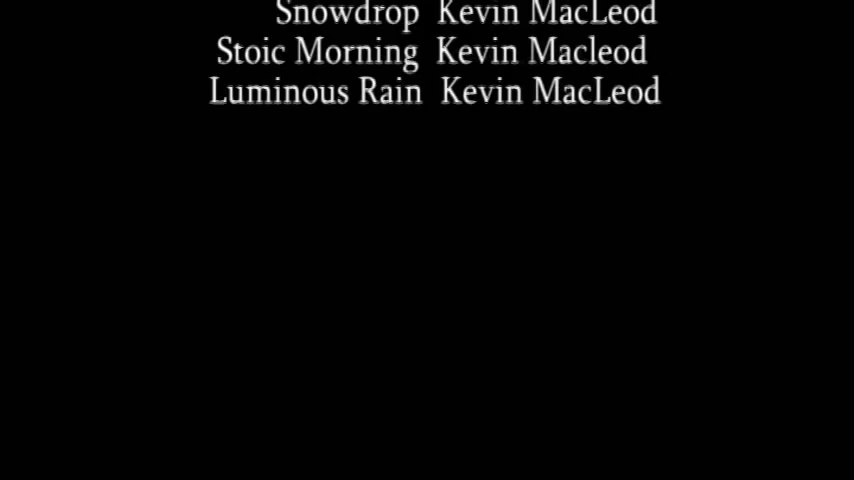 Snowdrop Kevin MacLeod
Stoic Morning Kevin Macleod
Luminous Rain Kevin MacLeod